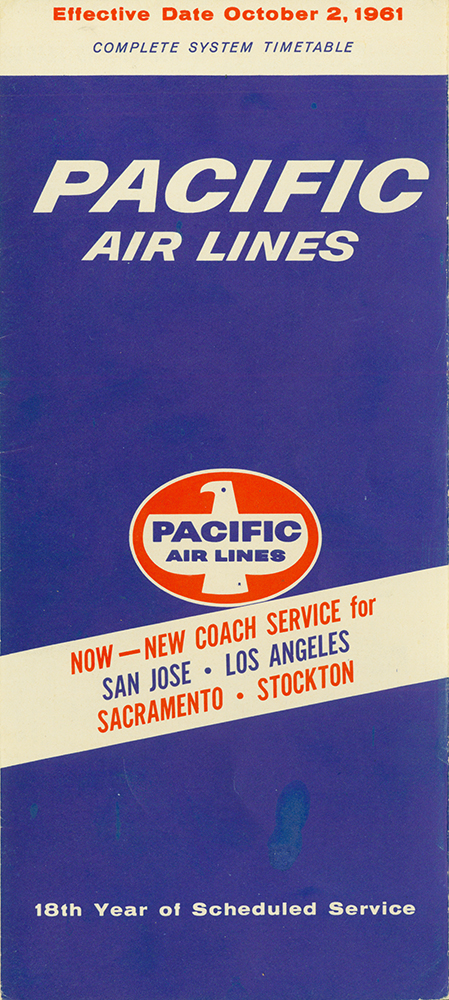 Effective Date October 2, 1961
COMPLETE SYSTEM TIMETABLE
PACIFIC
AIR LINES
PACIFIC
AIR LINES
NOW — NEW COACH SERVICE for
SAN JOSE • LOS ANGELES
SACRAMENTO • STOCKTON
18th Year of Scheduled Service